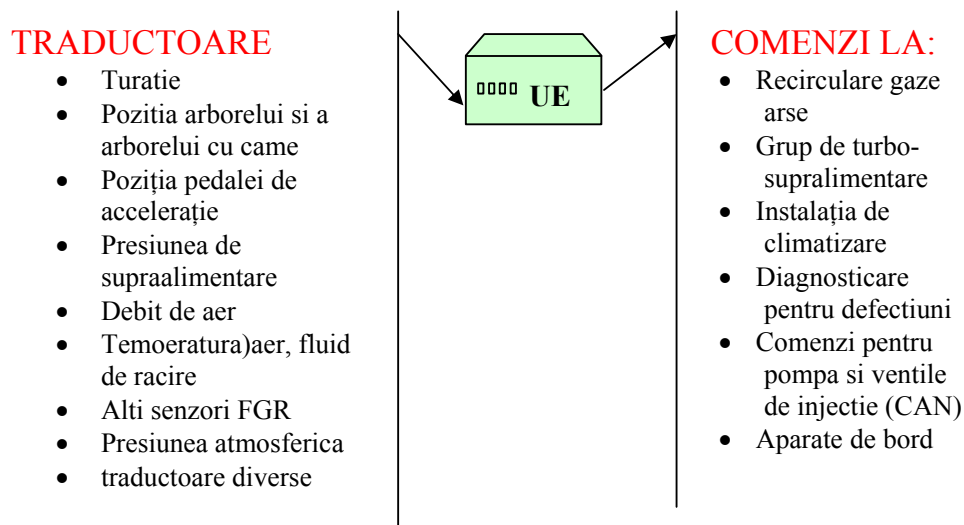 TRADUCTOARE
• Turatie
• Pozitia arborelui si a
arborelui cu came
• Poziția pedalei de
accelerație
• Presiunea de
supraalimentare
• Debit de aer
• Temoeratura)aer, fluid
de racire
• Alti senzori FGR
• Presiunea atmosferica
• traductoare diverse
UE
COMENZI LA:
• Recirculare gaze
arse
• Grup de turbo-
supralimentare
• Instalația de
climatizare
• Diagnosticare
pentru defectiuni
• Comenzi pentru
pompa si ventile
de injectie (CAN)
• Aparate de bord